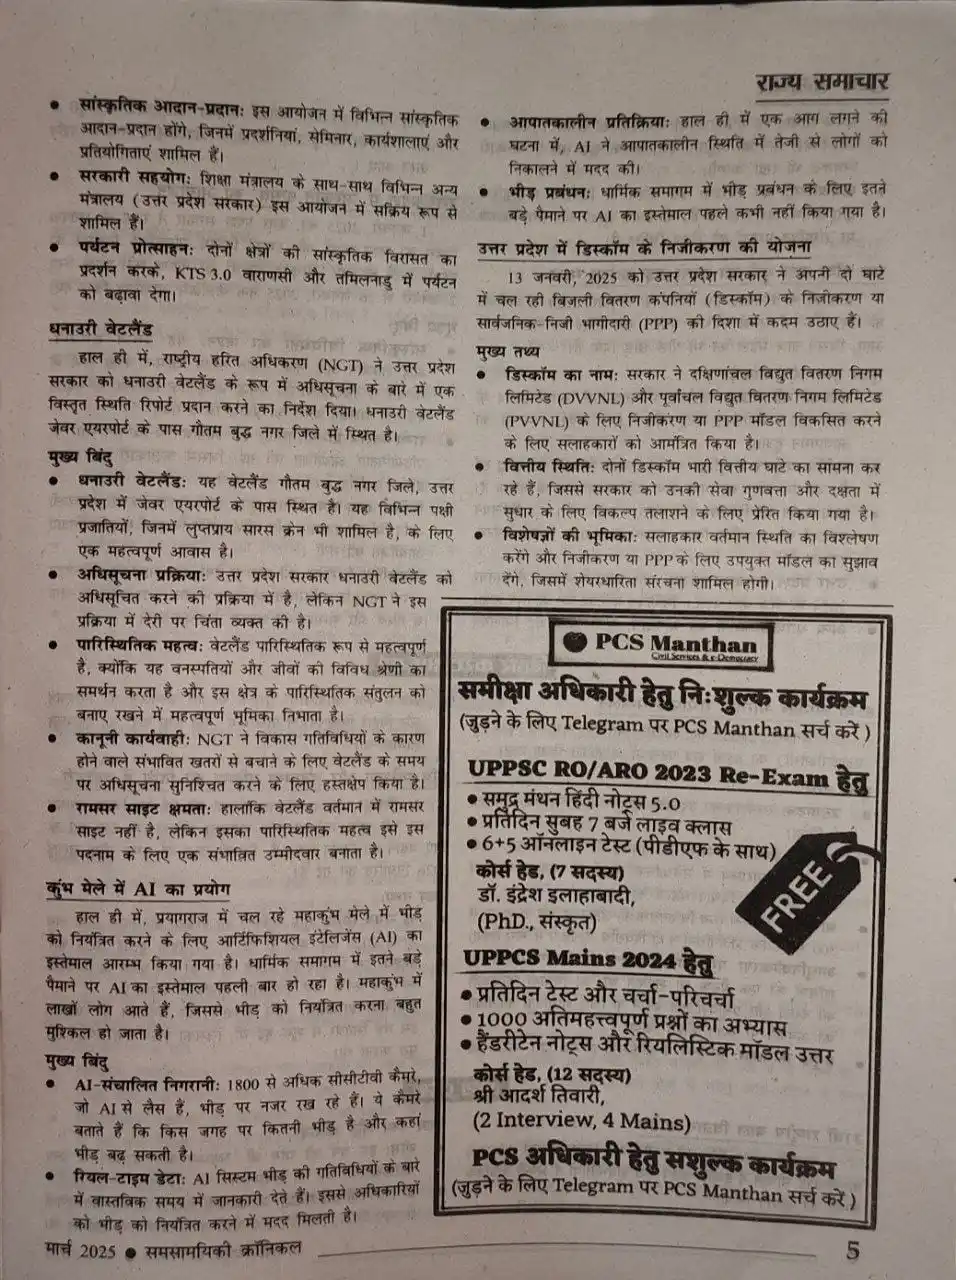 राज्य समाचार
• सांस्कृतिक आदान-प्रदान: इस आयोजन में विभिन्न सांस्कृतिक
आदान-प्रदान होंगे, जिनमें प्रदर्शनियां, सेमिनार, कार्यशालाएं और
प्रतियोगिताएं शामिल हैं।
• सरकारी सहयोग: शिक्षा मंत्रालय के साथ-साथ विभिन्न अन्य
मंत्रालय (उत्तर प्रदेश सरकार) इस आयोजन में सक्रिय रूप से
शामिल हैं।
• पर्यटन प्रोत्साहन: दोनों क्षेत्रों की सांस्कृतिक विरासत का
प्रदर्शन करके, KTS 3.0 वाराणसी और तमिलनाडु में पर्यटन
को बढ़ावा देगा।
धनाउरी वेटलैंड
हाल ही में, राष्ट्रीय हरित अधिकरण (NGT) ने उत्तर प्रदेश
सरकार को धनाउरी वेटलैंड के रूप में अधिसूचना के बारे में एक
विस्तृत स्थिति रिपोर्ट प्रदान करने का निर्देश दिया। धनाउरी वेटलैंड
जेवर एयरपोर्ट के पास गौतम बुद्ध नगर जिले में स्थित है।
मुख्य बिंदु
• धनाउरी वेटलैंड: यह वेटलैंड गौतम बुद्ध नगर जिले, उत्तर
प्रदेश में जेवर एयरपोर्ट के पास स्थित है। यह विभिन्न पक्षी
प्रजातियों, जिनमें लुप्तप्राय सारस क्रेन भी शामिल है, के लिए
एक महत्वपूर्ण आवास है।
• अधिसूचना प्रक्रिया: उत्तर प्रदेश सरकार धनाउरी वेटलैंड को
अधिसूचित करने की प्रक्रिया में है, लेकिन NGT ने इस
प्रक्रिया में देरी पर चिंता व्यक्त की है।
• पारिस्थितिक महत्व: वेटलैंड पारिस्थितिक रूप से महत्वपूर्ण
है, क्योंकि यह वनस्पतियों और जीवों की विविध श्रेणी का
समर्थन करता है और इस क्षेत्र के पारिस्थितिक संतुलन को
बनाए रखने में महत्वपूर्ण भूमिका निभाता है।
• कानूनी कार्यवाही: NGT ने विकास गतिविधियों के कारण
होने वाले संभावित खतरों से बचाने के लिए वेटलैंड के समय
पर अधिसूचना सुनिश्चित करने के लिए हस्तक्षेप किया है।
• रामसर साइट क्षमता: हालांकि वेटलैंड वर्तमान में रामसर
साइट नहीं है, लेकिन इसका पारिस्थितिक महत्व इसे इस
पदनाम के लिए एक संभावित उम्मीदवार बनाता है।
कुंभ मेले में AI का प्रयोग
हाल ही में, प्रयागराज में चल रहे महाकुंभ मेले में भीड़
को नियंत्रित करने के लिए आर्टिफिशियल इंटेलिजेंस (AI) का
इस्तेमाल आरम्भ किया गया है। धार्मिक समागम में इतने बड़े
पैमाने पर AI का इस्तेमाल पहली बार हो रहा है। महाकुंभ में
लाखों लोग आते हैं, जिससे भीड़ को नियंत्रित करना बहुत
मुश्किल हो जाता है।
मुख्य बिंदु
• AI-संचालित निगरानी: 1800 से अधिक सीसीटीवी कैमरे,
जो AI से लैस हैं, भीड़ पर नजर रख रहे हैं। ये कैमरे
बताते हैं कि किस जगह पर कितनी भीड़ है और कहां
भीड़ बढ़ सकती है।
• रियल-टाइम डेटा: AI सिस्टम भीड़ की गतिविधियों के बारे
में वास्तविक समय में जानकारी देते हैं। इससे अधिकारियों
को भीड़ को नियंत्रित करने में मदद मिलती है।
• आपातकालीन प्रतिक्रिया: हाल ही में एक आग लगने की
घटना में, AI ने आपातकालीन स्थिति में तेजी से लोगों को
निकालने में मदद की।
• भीड़ प्रबंधन: धार्मिक समागम में भीड़ प्रबंधन के लिए इतने
बड़े पैमाने पर AI का इस्तेमाल पहले कभी नहीं किया गया है।
उत्तर प्रदेश में डिस्कॉम के निजीकरण की योजना
13 जनवरी, 2025 को उत्तर प्रदेश सरकार ने अपनी दो घाटे
में चल रही बिजली वितरण कंपनियों (डिस्कॉम) के निजीकरण या
सार्वजनिक-निजी भागीदारी (PPP) की दिशा में कदम उठाए हैं।
मुख्य तथ्य
• डिस्कॉम का नाम: सरकार ने दक्षिणांचल विद्युत वितरण निगम
लिमिटेड (DVVNL) और पूर्वांचल विद्युत वितरण निगम लिमिटेड
(PVVNL) के लिए निजीकरण या PPP मॉडल विकसित करने
के लिए सलाहकारों को आमंत्रित किया है।
• वित्तीय स्थिति: दोनों डिस्कॉम भारी वित्तीय घाटे का सामना कर
रहे हैं, जिससे सरकार को उनकी सेवा गुणवत्ता और दक्षता में
सुधार के लिए विकल्प तलाशने के लिए प्रेरित किया गया है।
• विशेषज्ञों की भूमिका: सलाहकार वर्तमान स्थिति का विश्लेषण
करेंगे और निजीकरण या PPP के लिए उपयुक्त मॉडल का सुझाव
देंगे, जिसमें शेयरधारिता संरचना शामिल होगी।
PCS Manthan
Civil Services & e-Democracy
समीक्षा अधिकारी हेतु निःशुल्क कार्यक्रम
(जुड़ने के लिए Telegram पर PCS Manthan सर्च करें )
UPPSC RO/ARO 2023 Re-Exam हेतु
• समुद्र मंथन हिंदी नोट्स 5.0
• प्रतिदिन सुबह 7 बजे लाइव क्लास
• 6+5 ऑनलाइन टेस्ट (पीडीएफ के साथ)
कोर्स हेड, (7 सदस्य)
डॉ. इंद्रेश इलाहाबादी,
(PhD., संस्कृत)
FREE
UPPCS Mains 2024 हेतु
• प्रतिदिन टेस्ट और चर्चा-परिचर्चा
• 1000 अतिमहत्त्वपूर्ण प्रश्नों का अभ्यास
• हैंडरीटेन नोट्स और रियलिस्टिक मॉडल उत्तर
कोर्स हेड, (12 सदस्य)
श्री आदर्श तिवारी,
(2 Interview, 4 Mains)
PCS अधिकारी हेतु सशुल्क कार्यक्रम
(जुड़ने के लिए Telegram पर PCS Manthan सर्च करें )
मार्च 2025 • समसामयिकी क्रॉनिकल
5